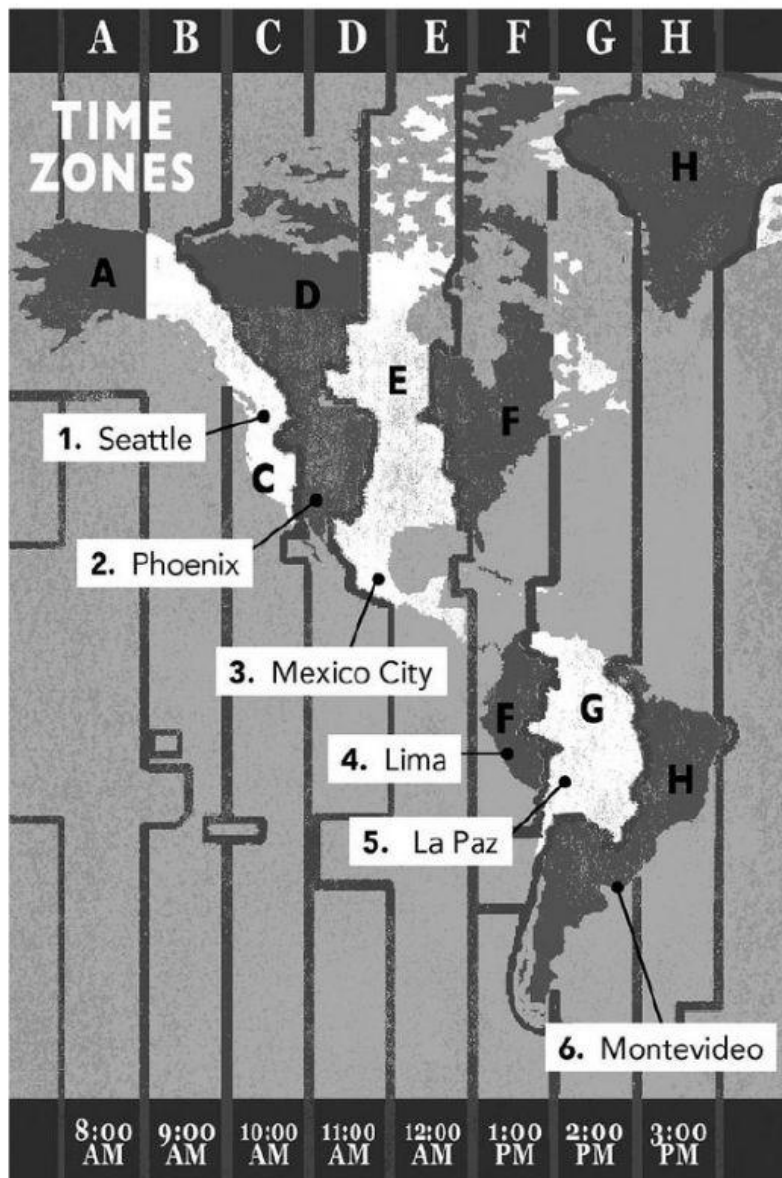 A B C D E F G H
TIME
ZONES
H
A
D
E
F
1. Seattle
C
2. Phoenix
3. Mexico City
F
G
4. Lima
H
5. La Paz
6. Montevideo
8:00 9:00 10:00 11:00 12:00 1:00 2:00 3:00
AM AM AM AM AM PM PM PM